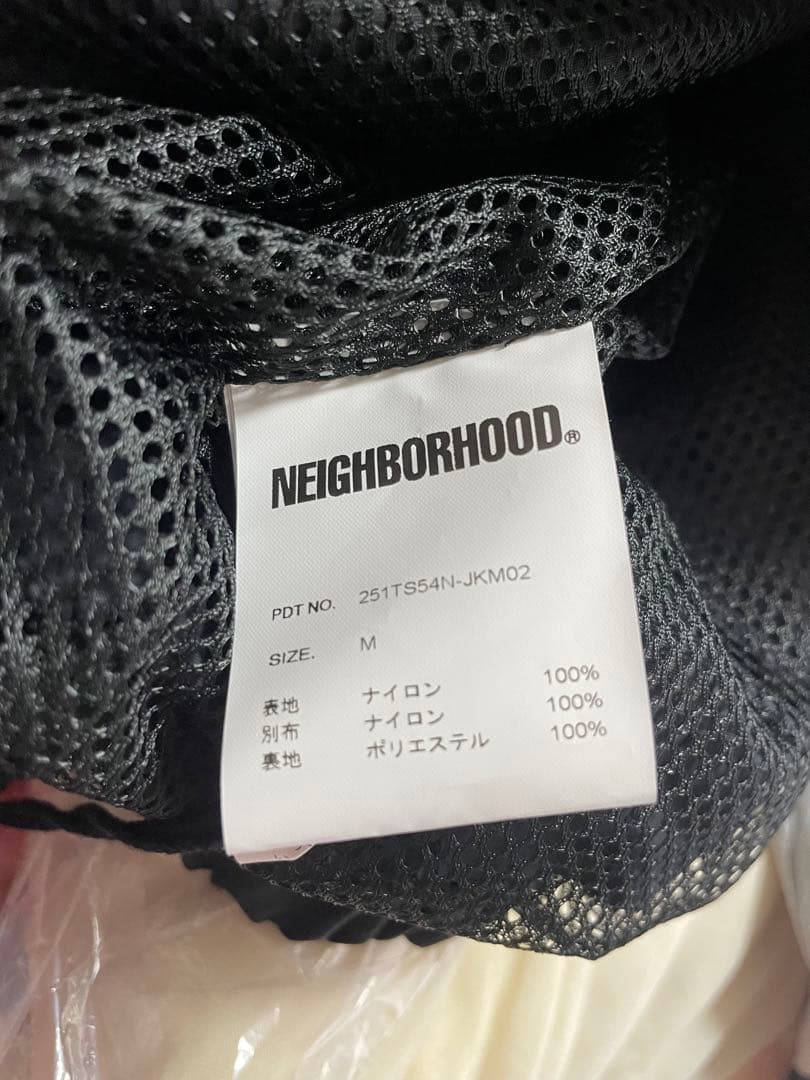 NEIGHBORHOOD®
PDT NO. 251TS54N-JKM02
SIZE. M
表地 ナイロン 100%
別布 ナイロン 100%
裏地 ポリエステル 100%